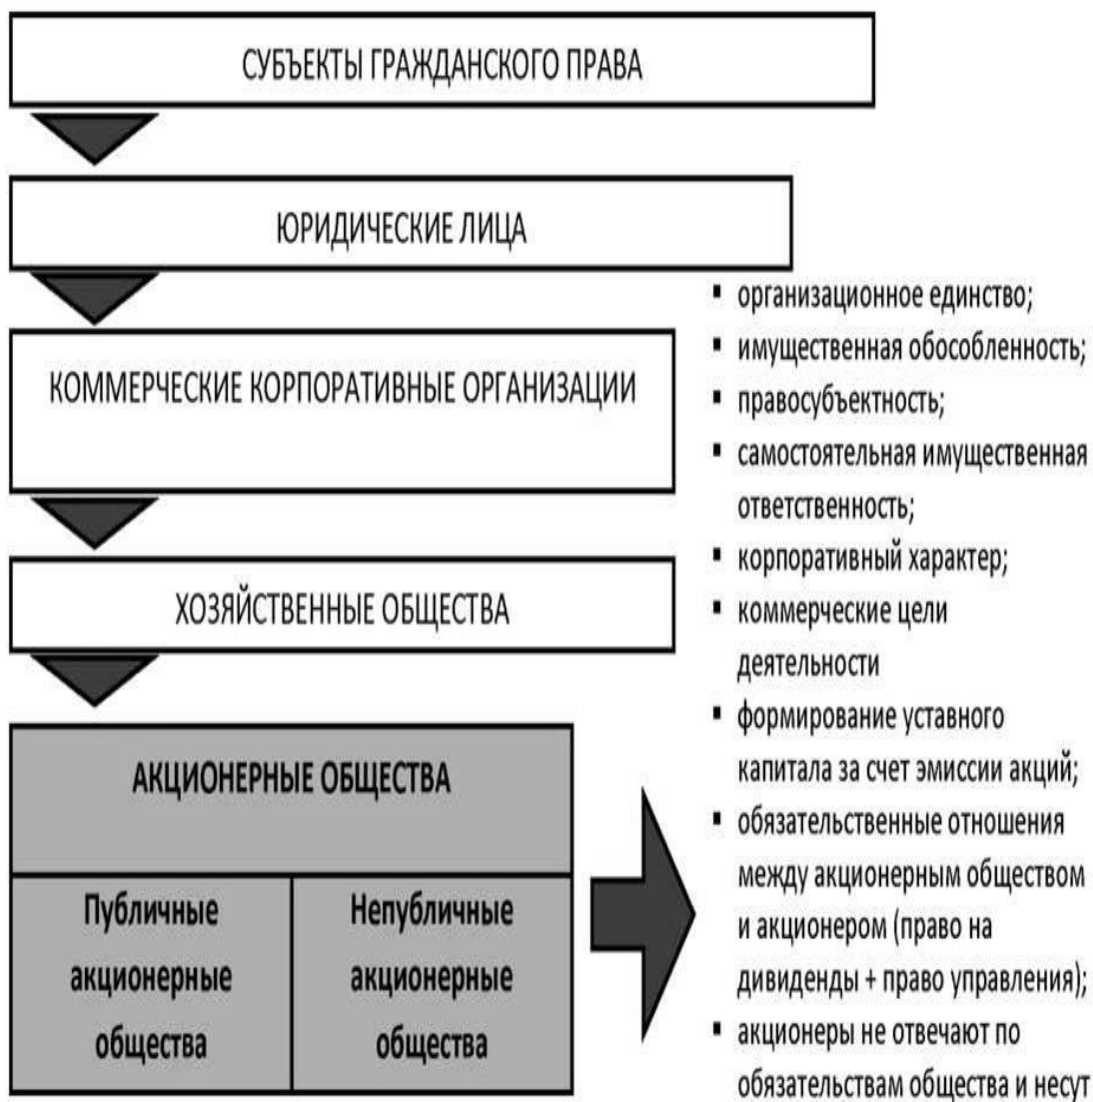 СУБЪЕКТЫ ГРАЖДАНСКОГО ПРАВА
ЮРИДИЧЕСКИЕ ЛИЦА
КОММЕРЧЕСКИЕ КОРПОРАТИВНЫЕ ОРГАНИЗАЦИИ
ХОЗЯЙСТВЕННЫЕ ОБЩЕСТВА
АКЦИОНЕРНЫЕ ОБЩЕСТВА
Публичные
акционерные
общества
Непубличные
акционерные
общества
▪ организационное единство;
▪ имущественная обособленность;
▪ правосубъектность;
▪ самостоятельная имущественная
ответственность;
▪ корпоративный характер;
▪ коммерческие цели
деятельности
▪ формирование уставного
капитала за счет эмиссии акций;
▪ обязательственные отношения
между акционерным обществом
и акционером (право на
дивиденды + право управления);
▪ акционеры не отвечают по
обязательствам общества и несут